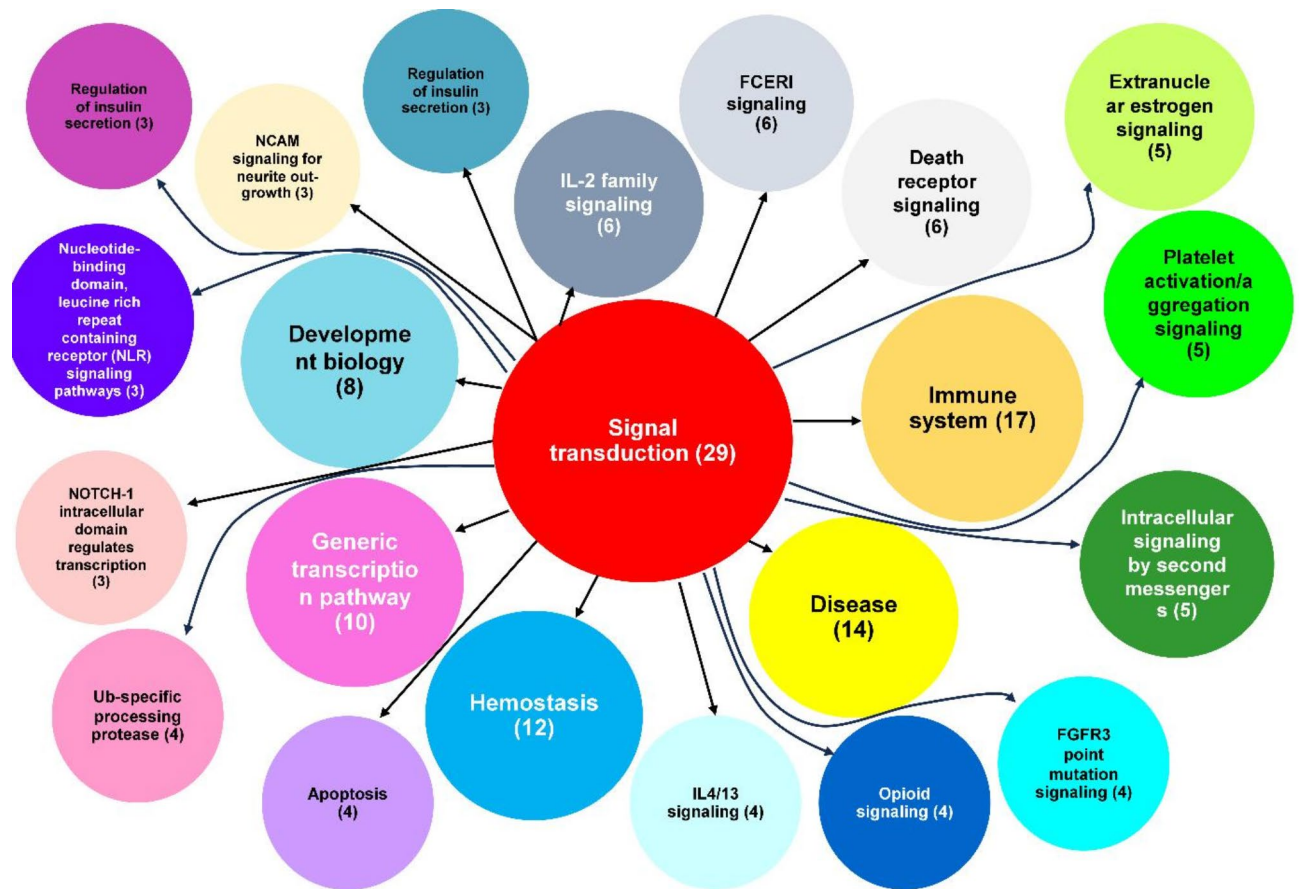 Regulation
of insulin
secretion (3)
NCAM
signaling for
neurite out-
growth (3)
Regulation
of insulin
secretion (3)
IL-2 family
signaling
(6)
FCERI
signaling
(6)
Death
receptor
signaling
(6)
Extranucle
ar estrogen
signaling
(5)
Nucleotide-
binding
domain,
leucine rich
repeat
containing
receptor (NLR)
signaling
pathways (3)
Developme
nt biology
(8)
Platelet
activation/a
ggregation
signaling
(5)
Immune
system (17)
Signal
transduction (29)
NOTCH-1
intracellular
domain
regulates
transcription
(3)
Generic
transcriptio
n pathway
(10)
Intracellular
signaling
by second
messenger
s (5)
Disease
(14)
Ub-specific
processing
protease (4)
Hemostasis
(12)
Apoptosis
(4)
IL4/13
signaling (4)
Opioid
signaling (4)
FGFR3
point
mutation
signaling (4)